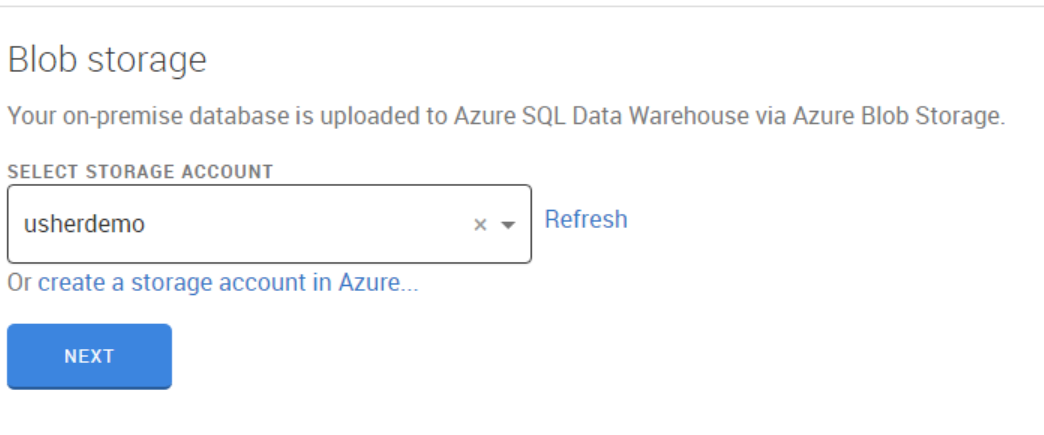 Blob storage
Your on-premise database is uploaded to Azure SQL Data Warehouse via Azure Blob Storage.
SELECT STORAGE ACCOUNT
usherdemo × Refresh
Or create a storage account in Azure...
NEXT